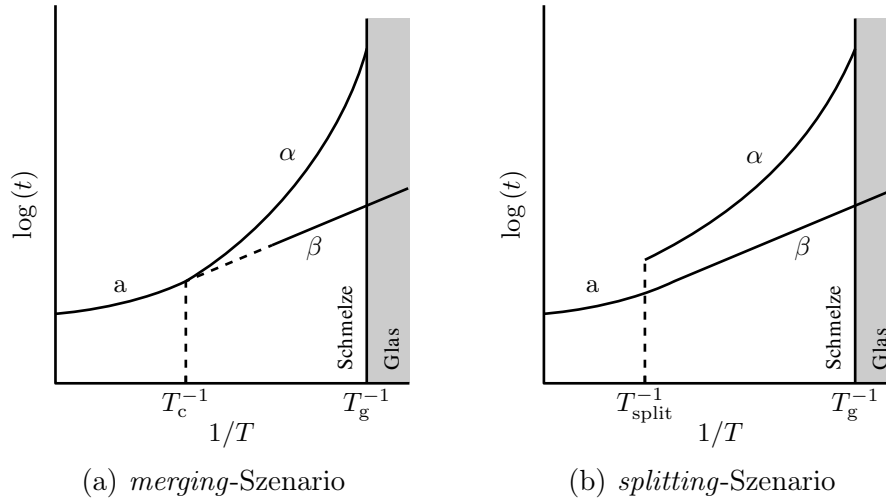 log (t)
α
β
a
Schmelze
Glas
T_c^{-1}
T_g^{-1}
1/T
(a) merging-Szenario
log (t)
α
β
a
Schmelze
Glas
T_split^{-1}
T_g^{-1}
1/T
(b) splitting-Szenario